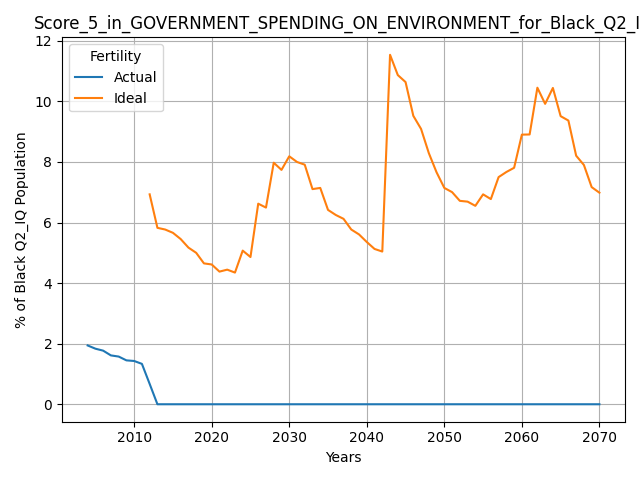 Score_5_in_GOVERNMENT_SPENDING_ON_ENVIRONMENT_for_Black_Q2_I
Fertility
Actual
Ideal
12
10
8
6
4
2
0
% of Black Q2_IQ Population
2010
2020
2030
2040
2050
2060
2070
Years